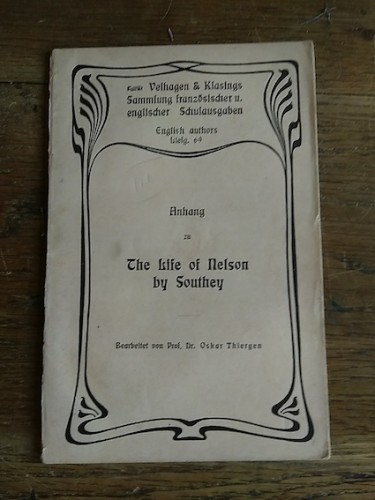 Velhagen & Klasings
Sammlung französischer u.
englischer Schulausgaben
English authors
Liefg.
Anhang
zu
The Life of Nelson
by Southey
Bearbeitet von Prof. Dr. Oskar Thiergen